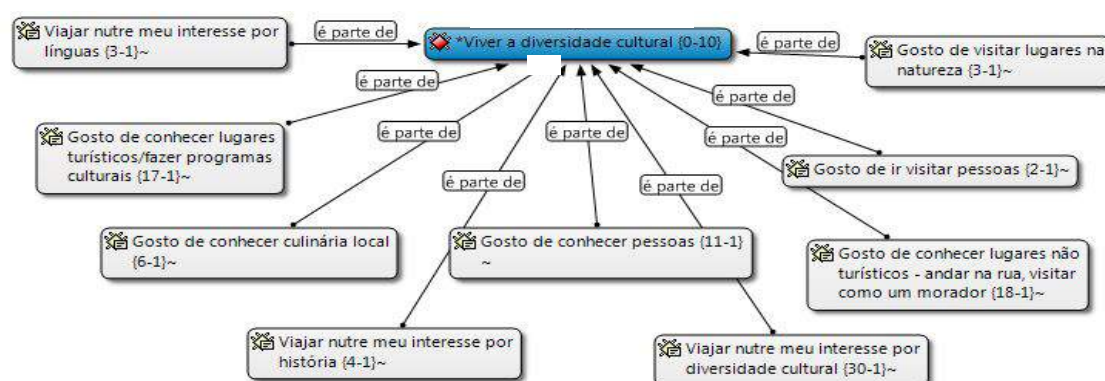 Viajar nutre meu interesse por
línguas {3-1}~
é parte de
*Viver a diversidade cultural {0-10}
é parte de
Gosto de visitar lugares na
natureza {3-1}~
é parte de
Gosto de conhecer lugares
turísticos/fazer programas
culturais {17-1}~
é parte de
é parte de
é parte de
é parte de
Gosto de ir visitar pessoas {2-1}~
é parte de
é parte de
é parte de
Gosto de conhecer culinária local
{6-1}~
Gosto de conhecer pessoas {11-1}
~
Gosto de conhecer lugares não
turísticos - andar na rua, visitar
como um morador {18-1}~
Viajar nutre meu interesse por
história {4-1}~
Viajar nutre meu interesse por
diversidade cultural {30-1}~